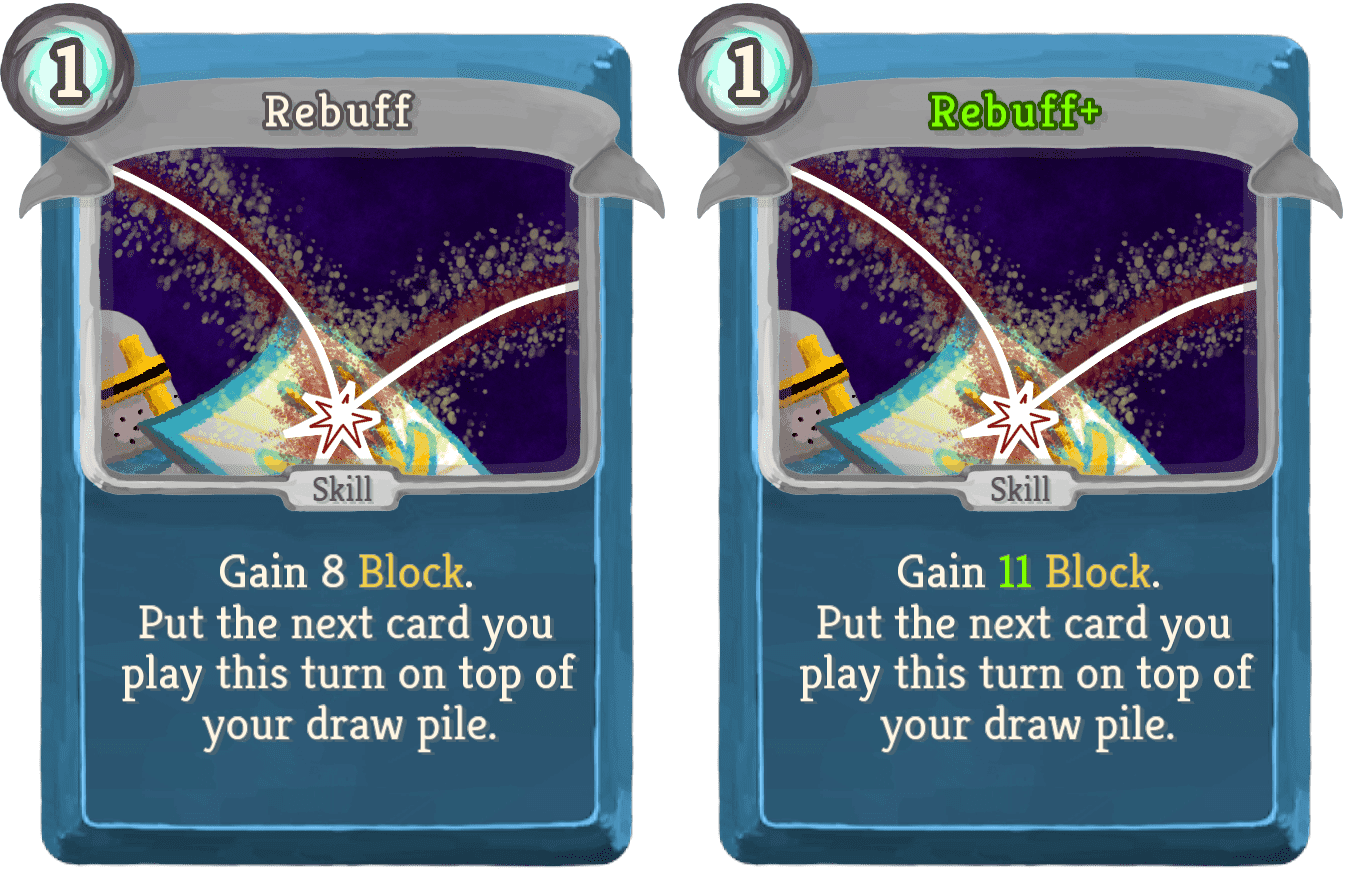 1
Rebuff
Skill
Gain 8 Block.
Put the next card you
play this turn on top of
your draw pile.
1
Rebuff+
Skill
Gain 11 Block.
Put the next card you
play this turn on top of
your draw pile.